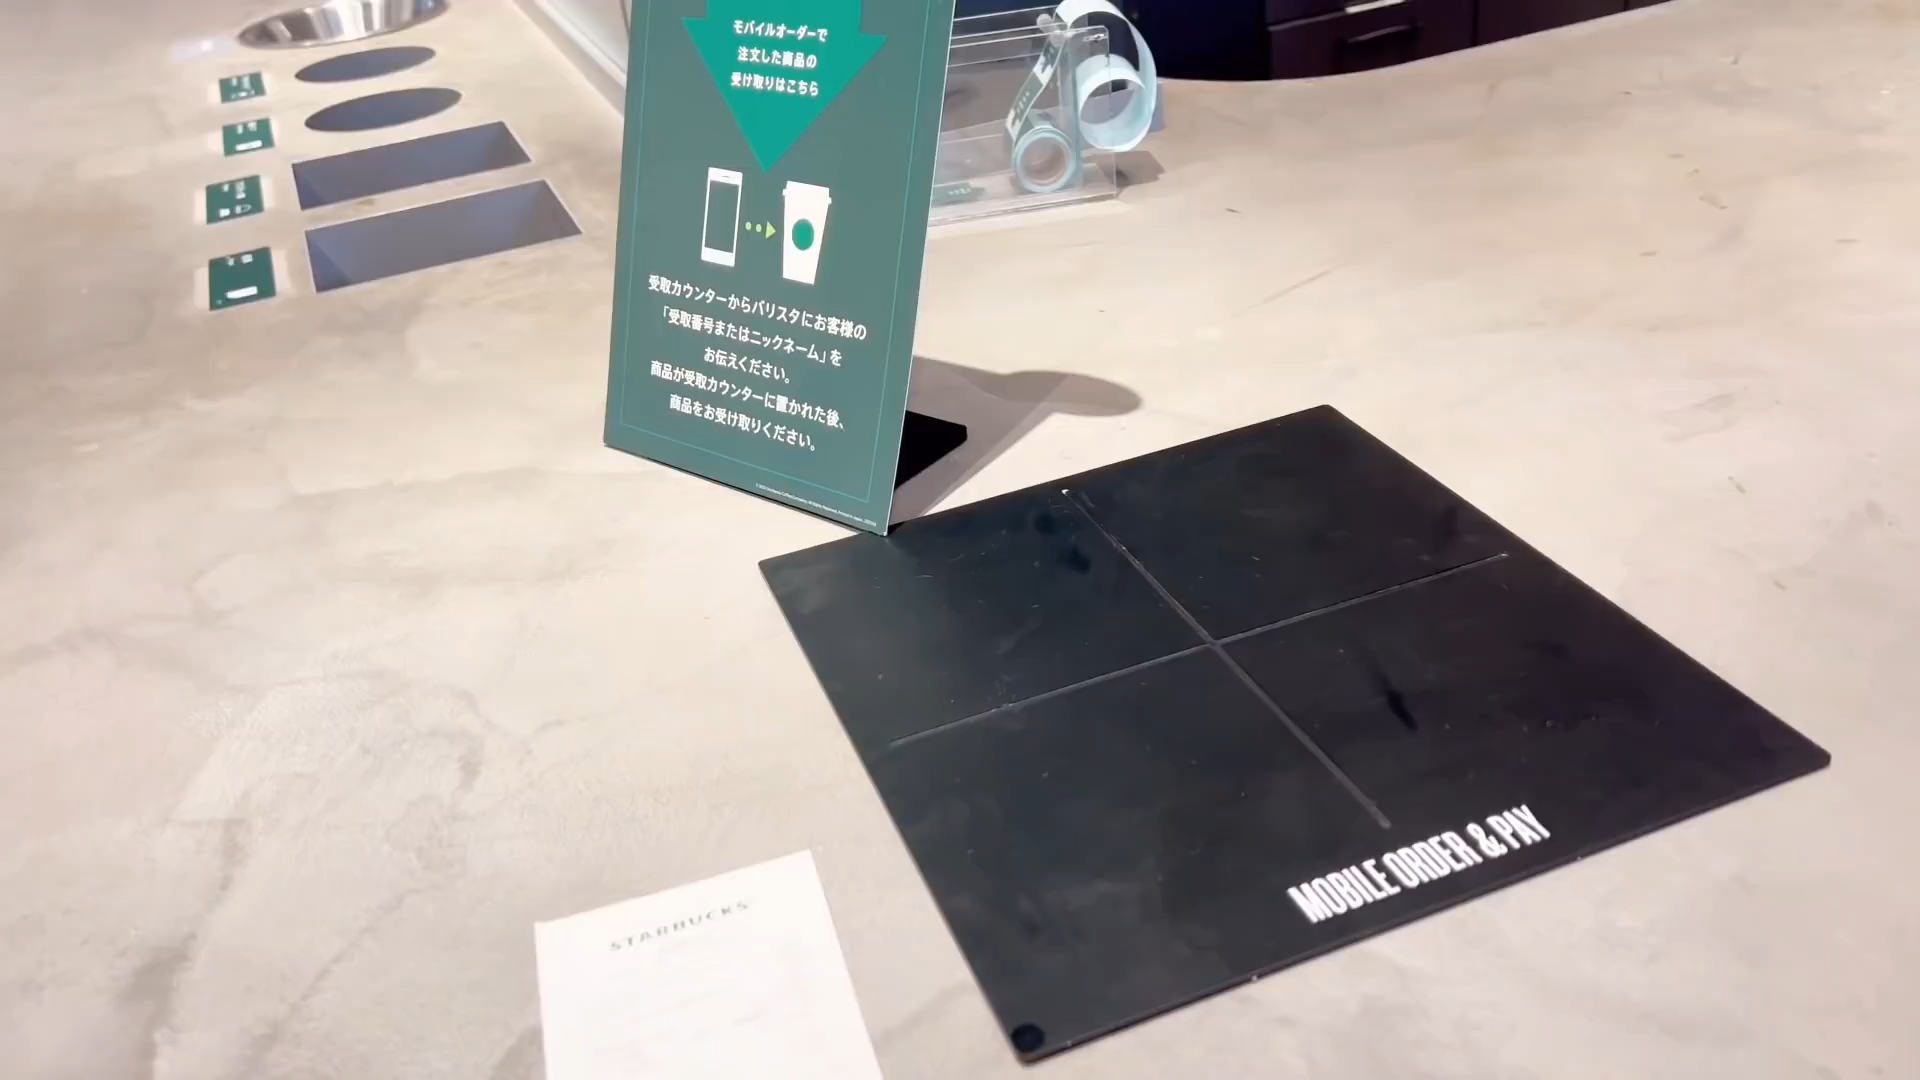 モバイルオーダーで
注文した商品の
受け取りはこちら
受取カウンターからバリスタにお客様の
「受取番号またはニックネーム」を
お伝えください。
商品が受取カウンターに置かれた後、
商品をお受け取りください。
MOBILE ORDER & PAY
STARBUCKS